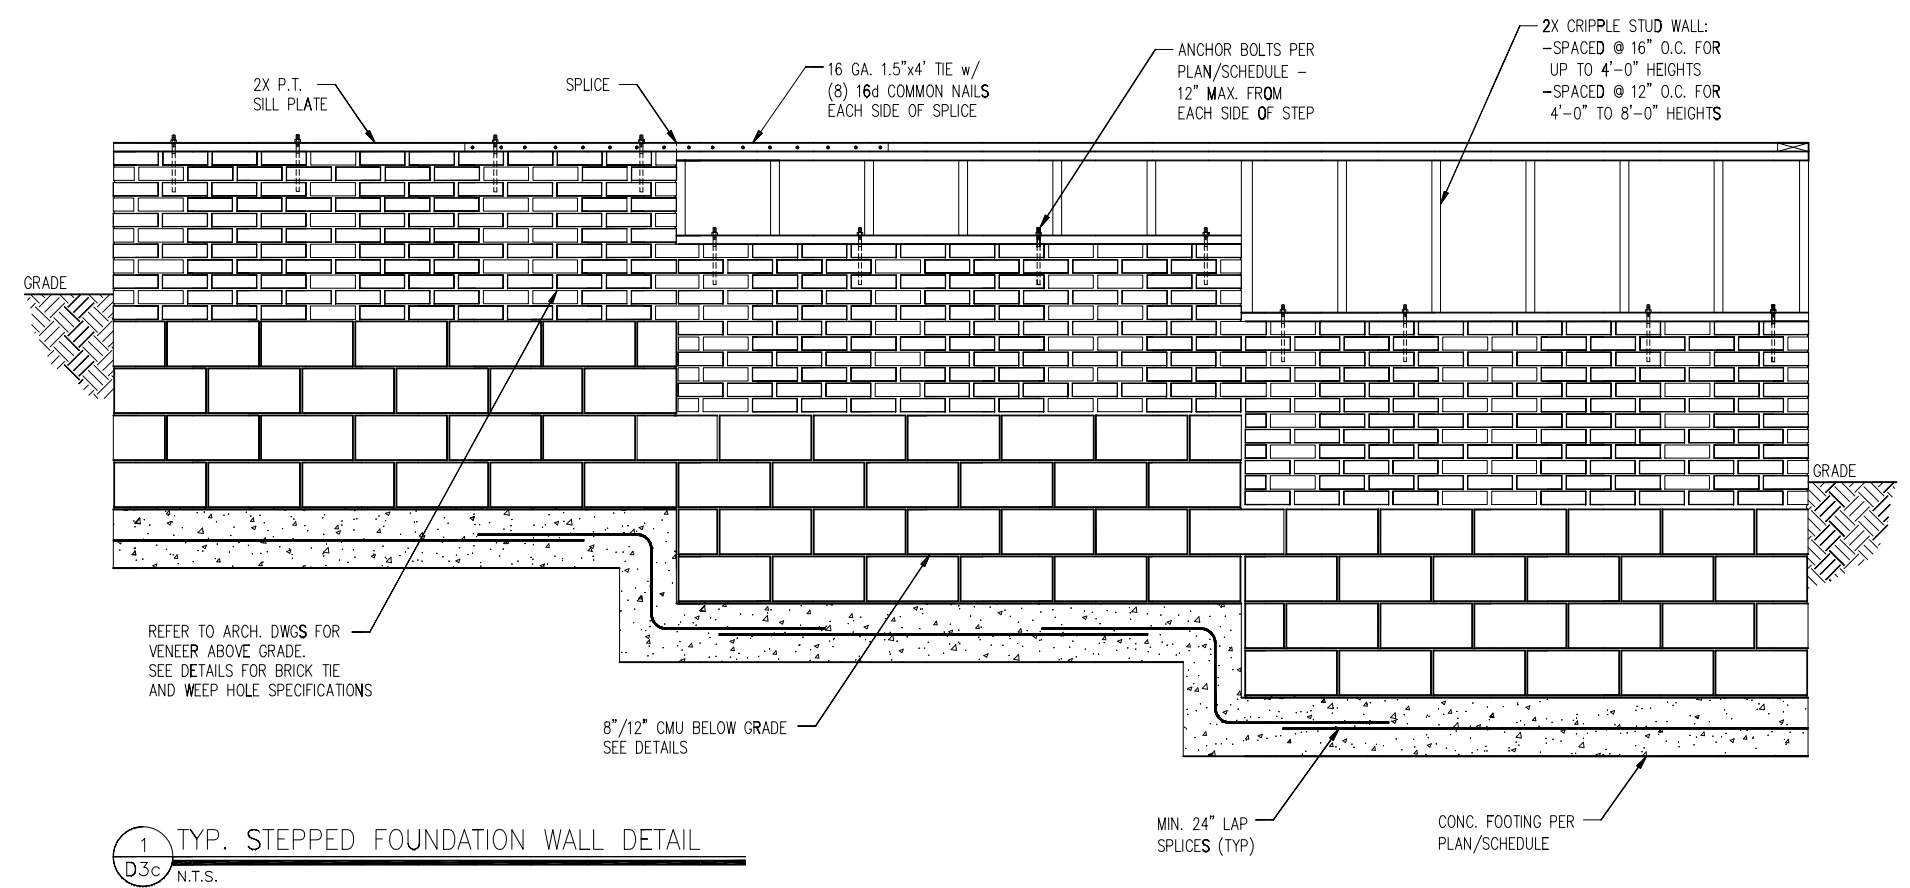 2X P.T.
SILL PLATE
SPLICE
16 GA. 1.5"x4' TIE w/
(8) 16d COMMON NAILS
EACH SIDE OF SPLICE
ANCHOR BOLTS PER
PLAN/SCHEDULE –
12" MAX. FROM
EACH SIDE OF STEP
2X CRIPPLE STUD WALL:
–SPACED @ 16" O.C. FOR
UP TO 4'-0" HEIGHTS
–SPACED @ 12" O.C. FOR
4'-0" TO 8'-0" HEIGHTS
GRADE
GRADE
REFER TO ARCH. DWGS FOR
VENEER ABOVE GRADE.
SEE DETAILS FOR BRICK TIE
AND WEEP HOLE SPECIFICATIONS
8"/12" CMU BELOW GRADE
SEE DETAILS
MIN. 24" LAP
SPLICES (TYP)
CONC. FOOTING PER
PLAN/SCHEDULE
1
D3c
TYP. STEPPED FOUNDATION WALL DETAIL
N.T.S.